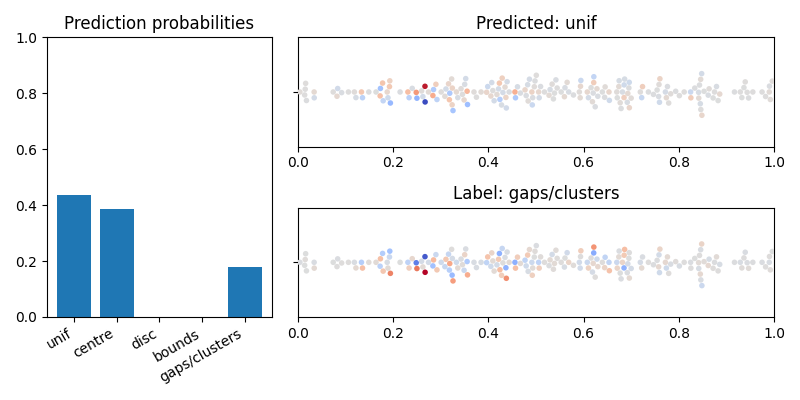 Prediction probabilities
1.0
0.8
0.6
0.4
0.2
0.0
unif
centre
disc
bounds
gaps/clusters
Predicted: unif
0.0 0.2 0.4 0.6 0.8 1.0
Label: gaps/clusters
0.0 0.2 0.4 0.6 0.8 1.0